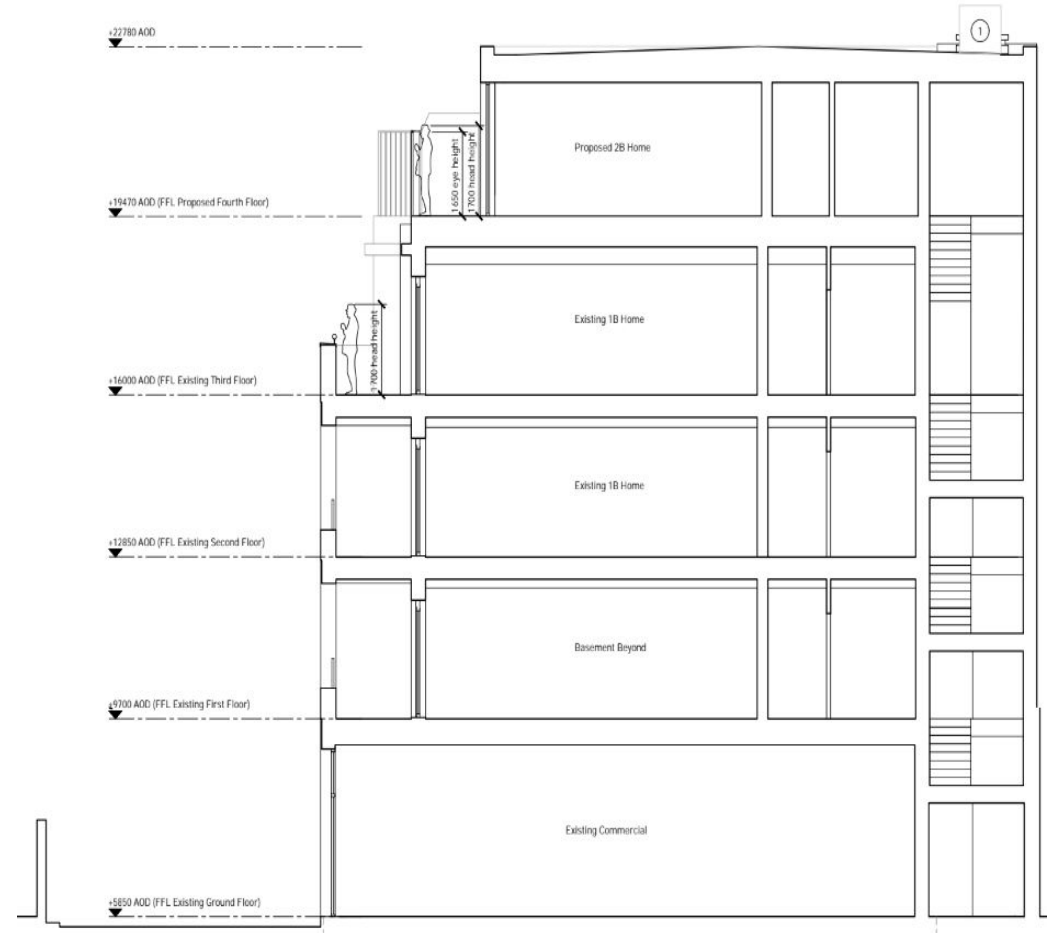 +22780 AOD
1
Proposed 2B Home
1650 eye height
1700 head height
+19470 AOD (FFL Proposed Fourth Floor)
Existing 1B Home
1700 head height
+16000 AOD (FFL Existing Third Floor)
Existing 1B Home
+12850 AOD (FFL Existing Second Floor)
Basement Beyond
+9700 AOD (FFL Existing First Floor)
Existing Commercial
+5850 AOD (FFL Existing Ground Floor)